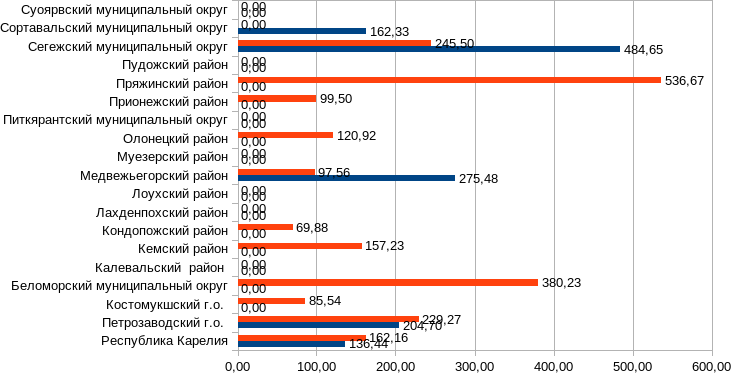 Суоярвский муниципальный округ 0,00 0,00
Сортавальский муниципальный округ 0,00 162,33
Сегежский муниципальный округ 245,50 484,65
Пудожский район 0,00 0,00
Пряжинский район 536,67 0,00
Прионежский район 99,50 0,00
Питкярантский муниципальный округ 0,00 0,00
Олонецкий район 120,92 0,00
Муезерский район 0,00 0,00
Медвежьегорский район 97,56 275,48
Лоухский район 0,00 0,00
Лахденпохский район 0,00 0,00
Кондопожский район 69,88 0,00
Кемский район 157,23 0,00
Калевальский  район 0,00 0,00
Беломорский муниципальный округ 380,23 0,00
Костомукшский г.о. 85,54 0,00
Петрозаводский г.о. 229,27 204,70
Республика Карелия 162,16 136,44
0,00 100,00 200,00 300,00 400,00 500,00 600,00